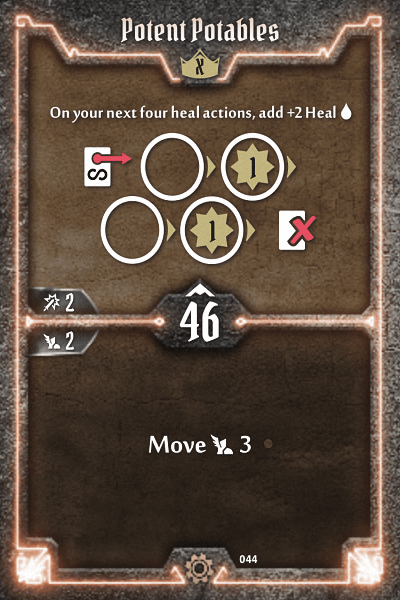 Potent Potables
X
On your next four heal actions, add +2 Heal
S
1
1
2
46
2
Move 3
044